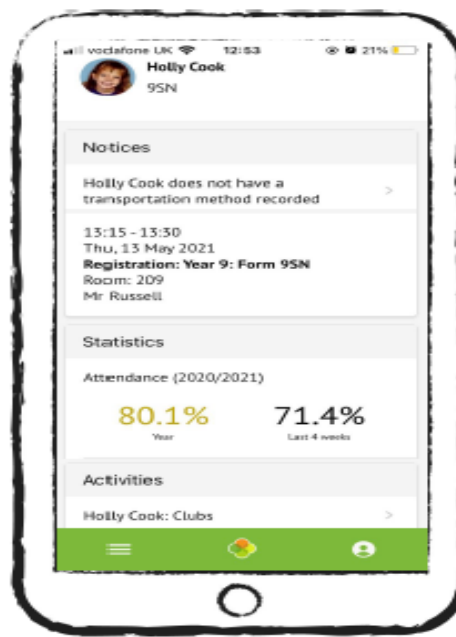 vodafone UK 12:53 21%
Holly Cook
9SN
Notices
Holly Cook does not have a
transportation method recorded
13:15 - 13:30
Thu, 13 May 2021
Registration: Year 9: Form 9SN
Room: 209
Mr Russell
Statistics
Attendance (2020/2021)
80.1% 71.4%
Year Last 4 weeks
Activities
Holly Cook: Clubs